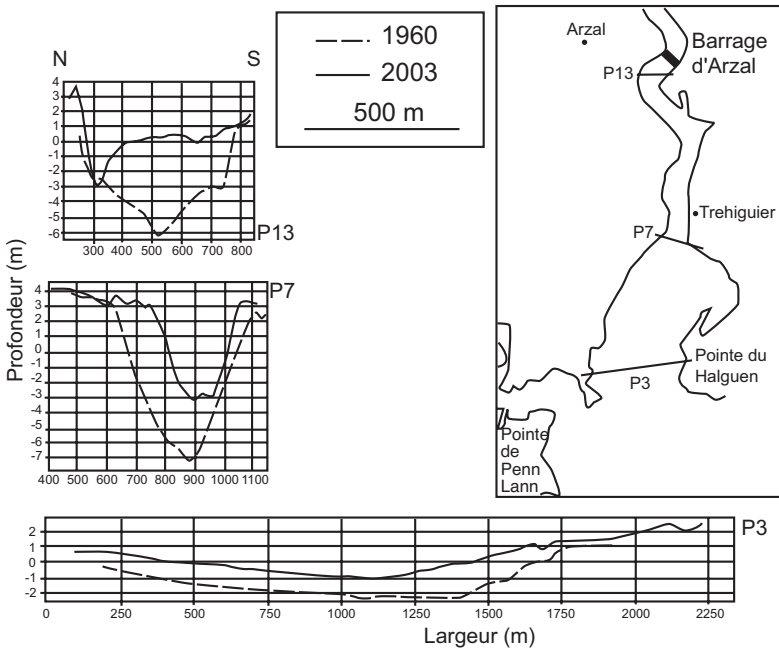 1960
2003
500 m
N S
4
3
2
1
0
-1
-2
-3
-4
-5
-6
300 400 500 600 700 800
P13
Profondeur (m)
4
3
2
1
0
-1
-2
-3
-4
-5
-6
-7
400 500 600 700 800 900 1000 1100
P7
2
1
0
-1
-2
0 250 500 750 1000 1250 1500 1750 2000 2250
P3
Largeur (m)
Arzal
Barrage
d'Arzal
P13
Trehiguier
P7
Pointe du
Halguen
P3
Pointe
de
Penn
Lann